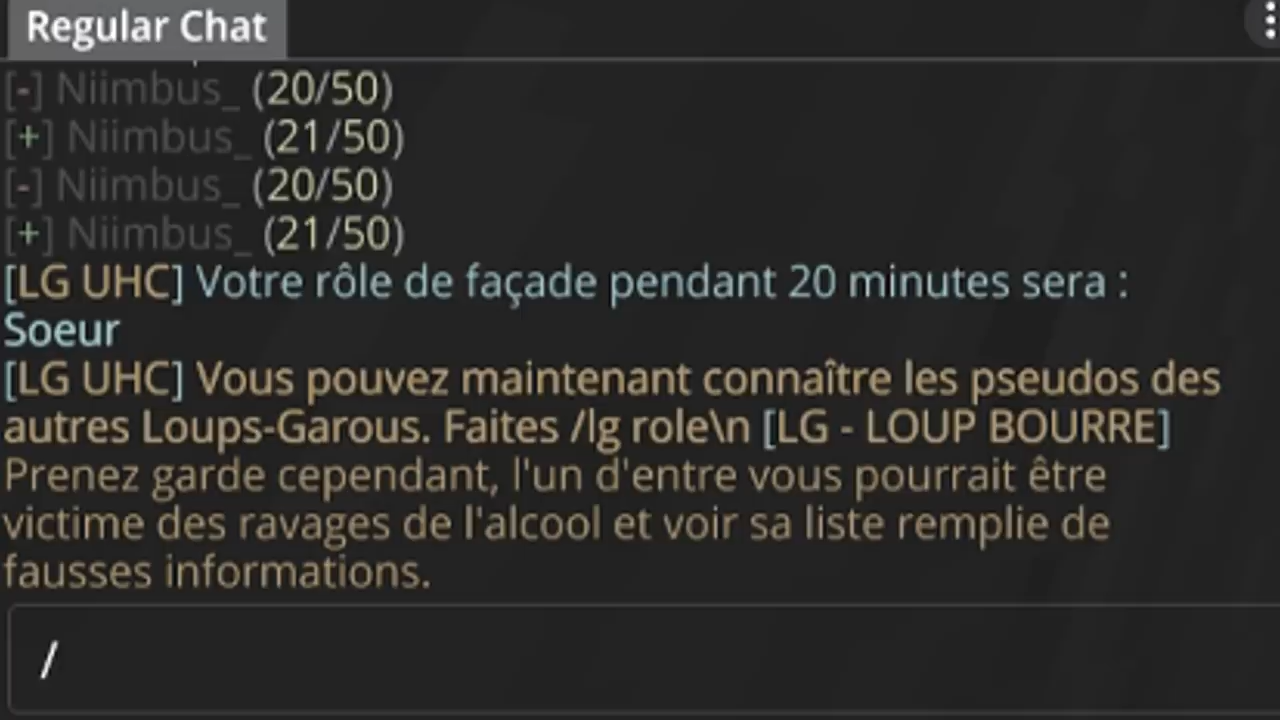 Regular Chat
[-] Niimbus_ (20/50)
[+] Niimbus_ (21/50)
[-] Niimbus_ (20/50)
[+] Niimbus_ (21/50)
[LG UHC] Votre rôle de façade pendant 20 minutes sera :
Soeur
[LG UHC] Vous pouvez maintenant connaître les pseudos des
autres Loups-Garous. Faites /lg role\n [LG - LOUP BOURRE]
Prenez garde cependant, l'un d'entre vous pourrait être
victime des ravages de l'alcool et voir sa liste remplie de
fausses informations.
/